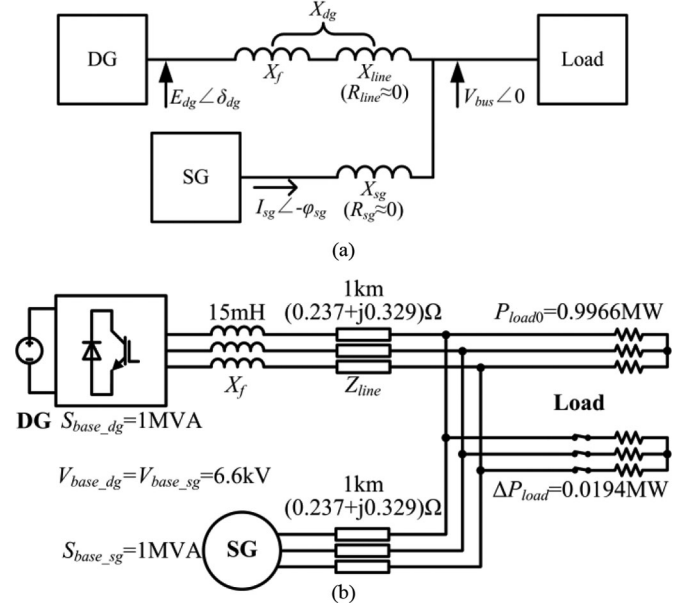 X_dg
DG
X_f
X_line
(R_line≈0)
Load
E_dg∠δ_dg
V_bus∠0
SG
I_sg∠-φ_sg
X_sg
(R_sg≈0)
(a)
1km
15mH
(0.237+j0.329)Ω
P_load0=0.9966MW
X_f
Z_line
DG S_base_dg=1MVA
Load
V_base_dg=V_base_sg=6.6kV
1km
(0.237+j0.329)Ω
ΔP_load=0.0194MW
S_base_sg=1MVA
SG
(b)